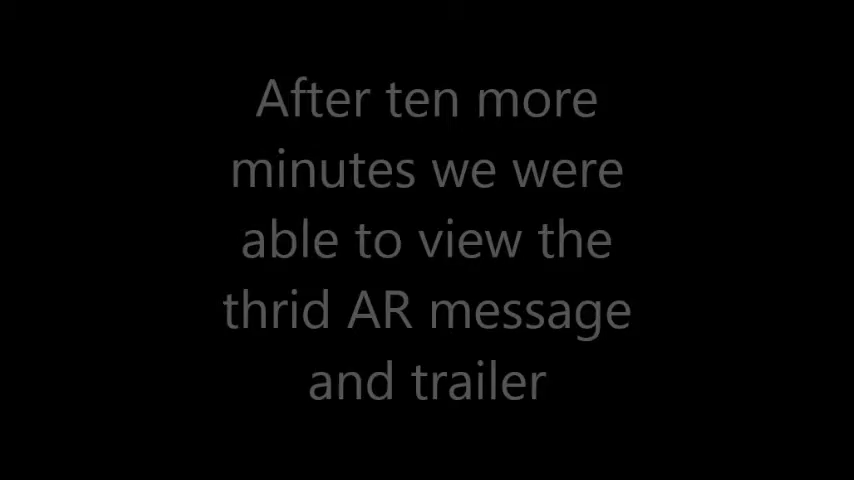 After ten more
minutes we were
able to view the
thrid AR message
and trailer